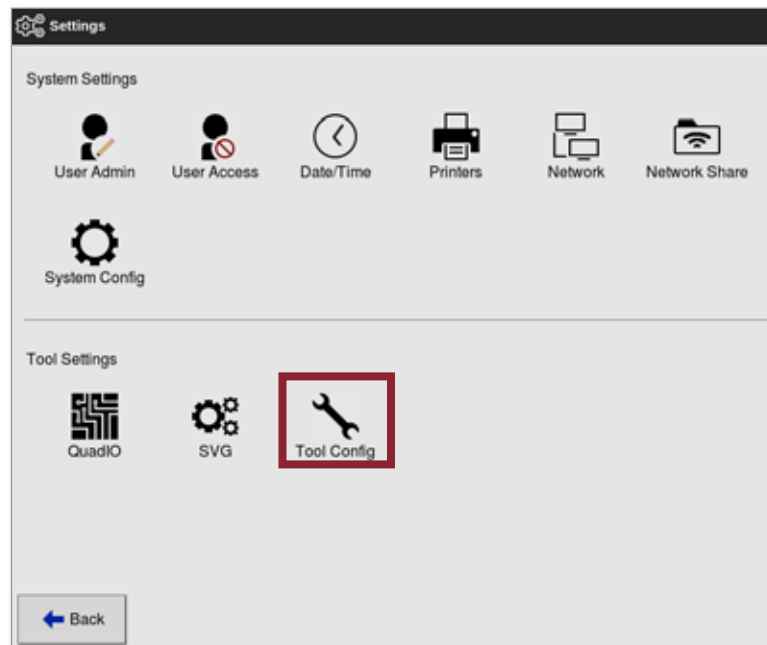 Settings
System Settings
User Admin User Access Date/Time Printers Network Network Share
System Config
Tool Settings
QuadIO SVG Tool Config
Back